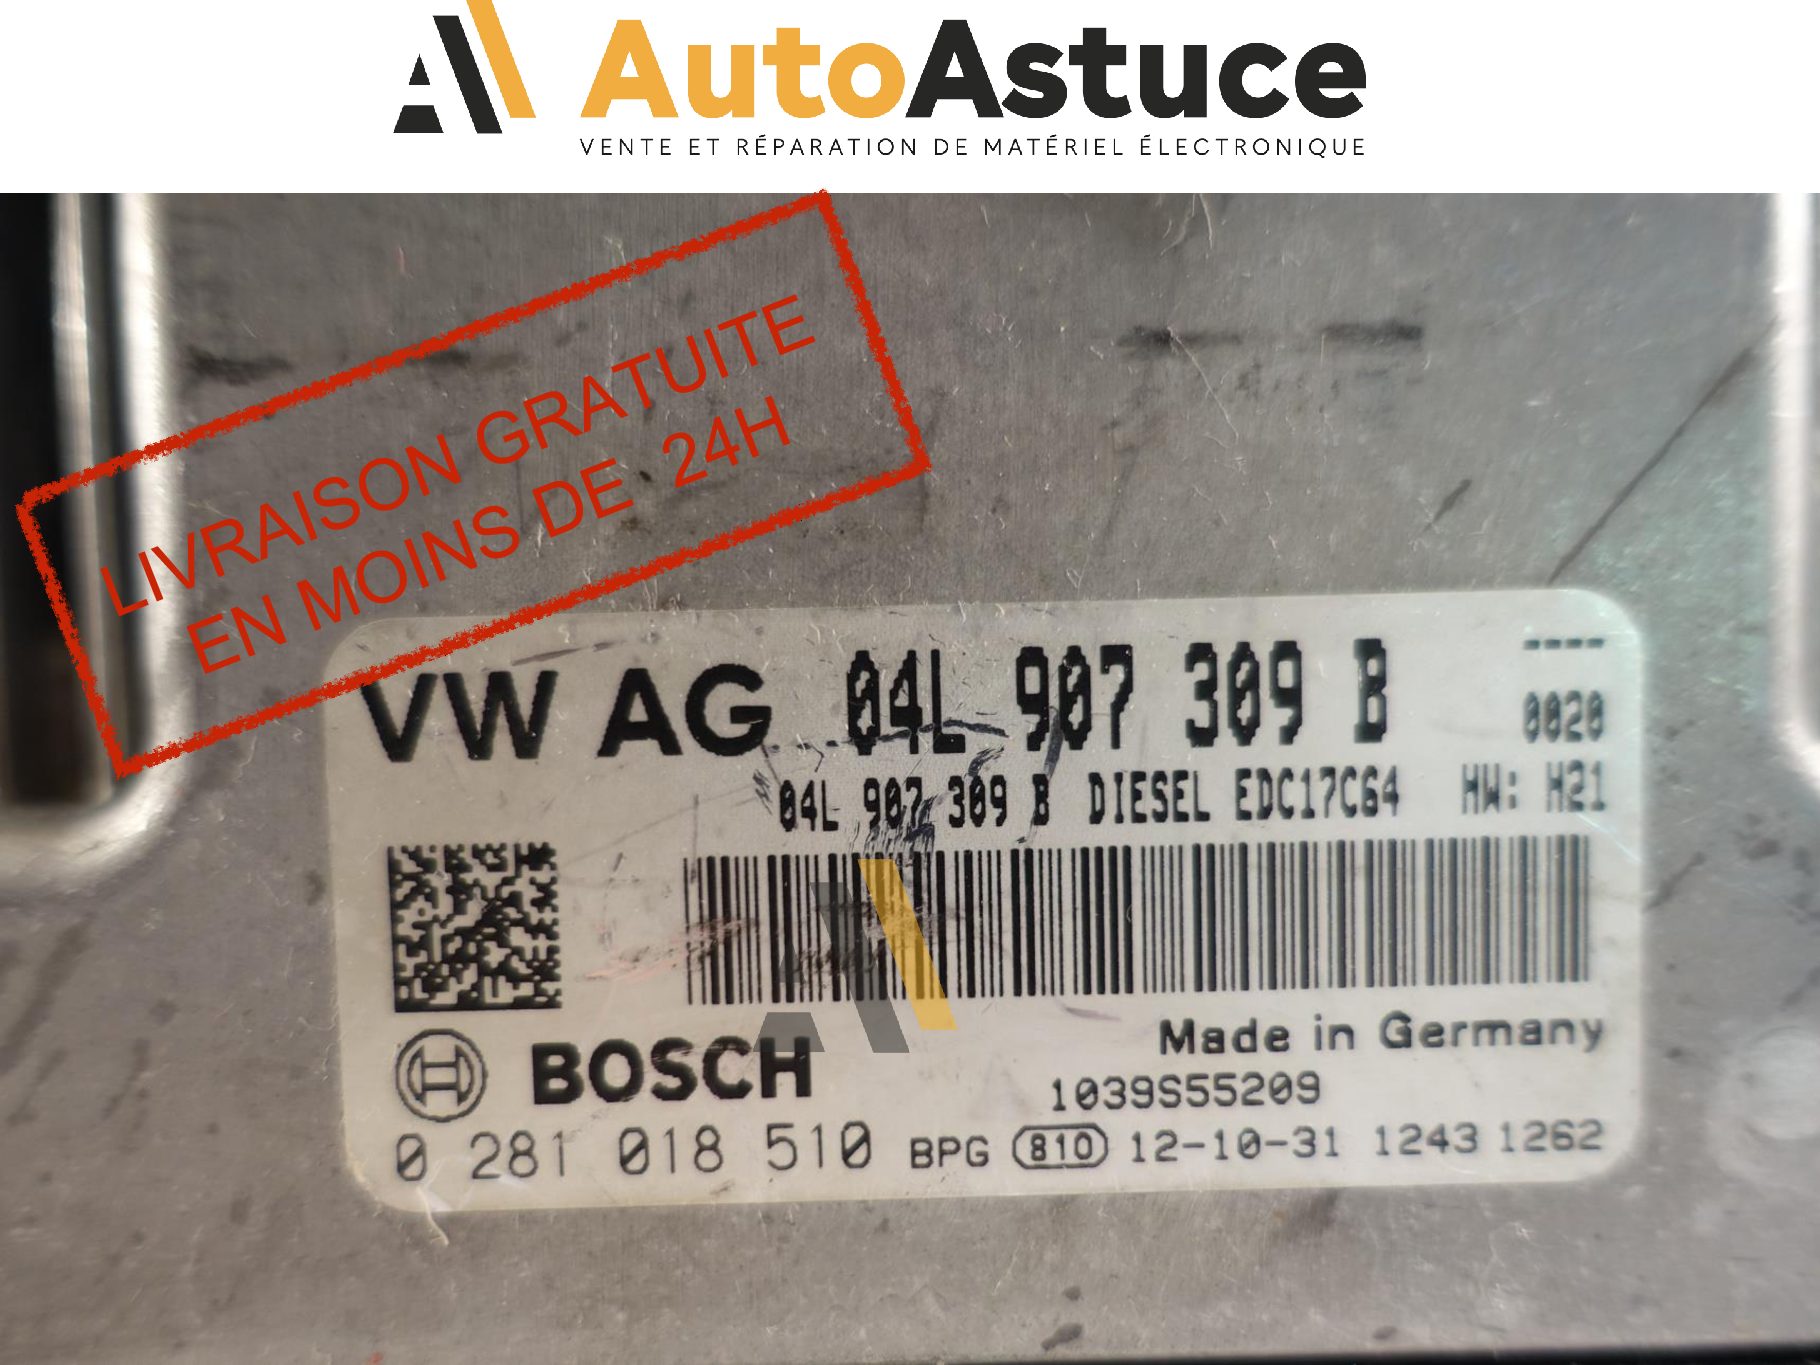 AutoAstuce
VENTE ET RÉPARATION DE MATÉRIEL ÉLECTRONIQUE
LIVRAISON GRATUITE
EN MOINS DE 24H
VW AG 04L 907 309 B ----
0020
04L 907 309 B DIESEL EDC17C64 HW: H21
Made in Germany
BOSCH
1039S55209
0 281 018 510 BPG 810 12-10-31 1243 1262